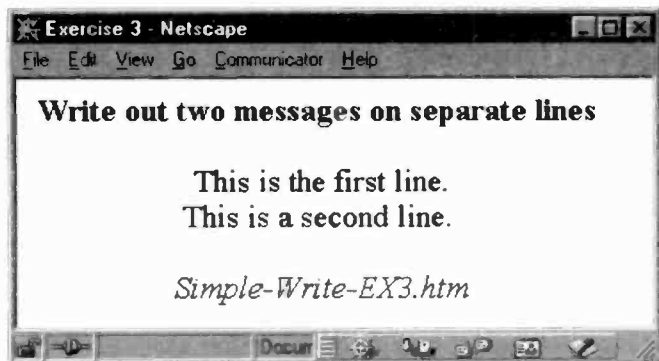 Exercise 3 - Netscape
File Edit View Go Communicator Help
Write out two messages on separate lines
This is the first line.
This is a second line.
Simple-Write-EX3.htm
Docum